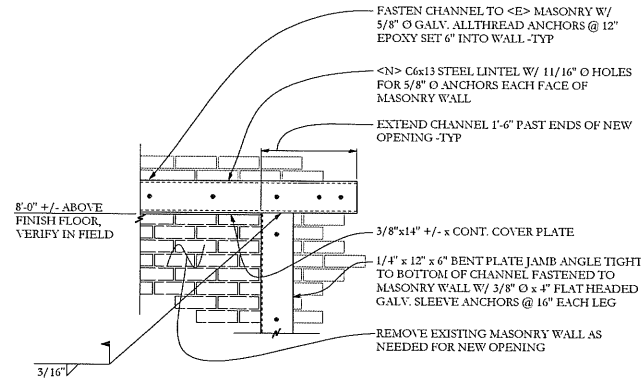 FASTEN CHANNEL TO <E> MASONRY W/
5/8" Ø GALV. ALLTHREAD ANCHORS @ 12"
EPOXY SET 6" INTO WALL -TYP
<N> C6x13 STEEL LINTEL W/ 11/16" Ø HOLES
FOR 5/8" Ø ANCHORS EACH FACE OF
MASONRY WALL
EXTEND CHANNEL 1'-6" PAST ENDS OF NEW
OPENING -TYP
8'-0" +/- ABOVE
FINISH FLOOR,
VERIFY IN FIELD
3/8"x14" +/- x CONT. COVER PLATE
1/4" x 12" x 6" BENT PLATE JAMB ANGLE TIGHT
TO BOTTOM OF CHANNEL FASTENED TO
MASONRY WALL W/ 3/8" Ø x 4" FLAT HEADED
GALV. SLEEVE ANCHORS @ 16" EACH LEG
REMOVE EXISTING MASONRY WALL AS
NEEDED FOR NEW OPENING
3/16"